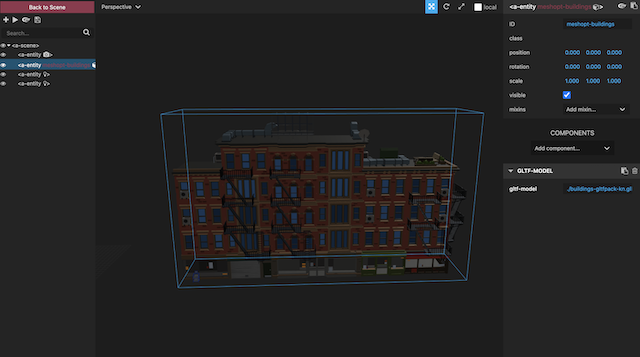 Back to Scene
Perspective
local
<a-entity meshopt-buildings >
Search...
ID
meshopt-buildings
<a-scene>
class
<a-entity >
position
0.000 0.000 0.000
<a-entity meshopt-buildings
rotation
0.000 0.000 0.000
<a-entity >
scale
1.000 1.000 1.000
<a-entity >
visible
mixins
Add mixin...
COMPONENTS
Add component...
GLTF-MODEL
gltf-model
./buildings-gltfpack-kn.gl